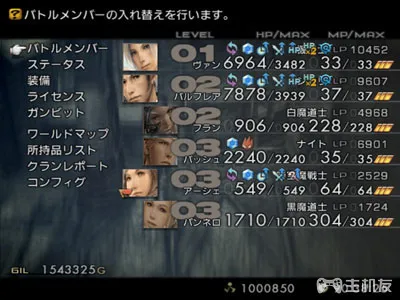 バトルメンバーの入れ替えを行います。
LEVEL HP/MAX MP/MAX
バトルメンバー
ステータス
装備
ライセンス
ガンビット
ワールドマップ
所持品リスト
クランレポート
コンフィグ
01 LP 10452
ヴァン 6964/3482 33/33
02 LP 9607
バルフレア 7878/3939 37/37
02 白魔道士 LP 4968
フラン 906/906 228/228
03 ナイト LP 6901
バッシュ 2240/2240 35/35
03 LP 2529
アーシェ 549/549 64/64
03 黒魔道士 LP 1724
パンネロ 1710/1710 304/304
GIL 1543325G
1000850
主机友